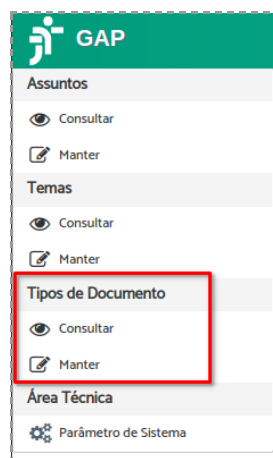 GAP
Assuntos
Consultar
Manter
Temas
Consultar
Manter
Tipos de Documento
Consultar
Manter
Área Técnica
Parâmetro de Sistema